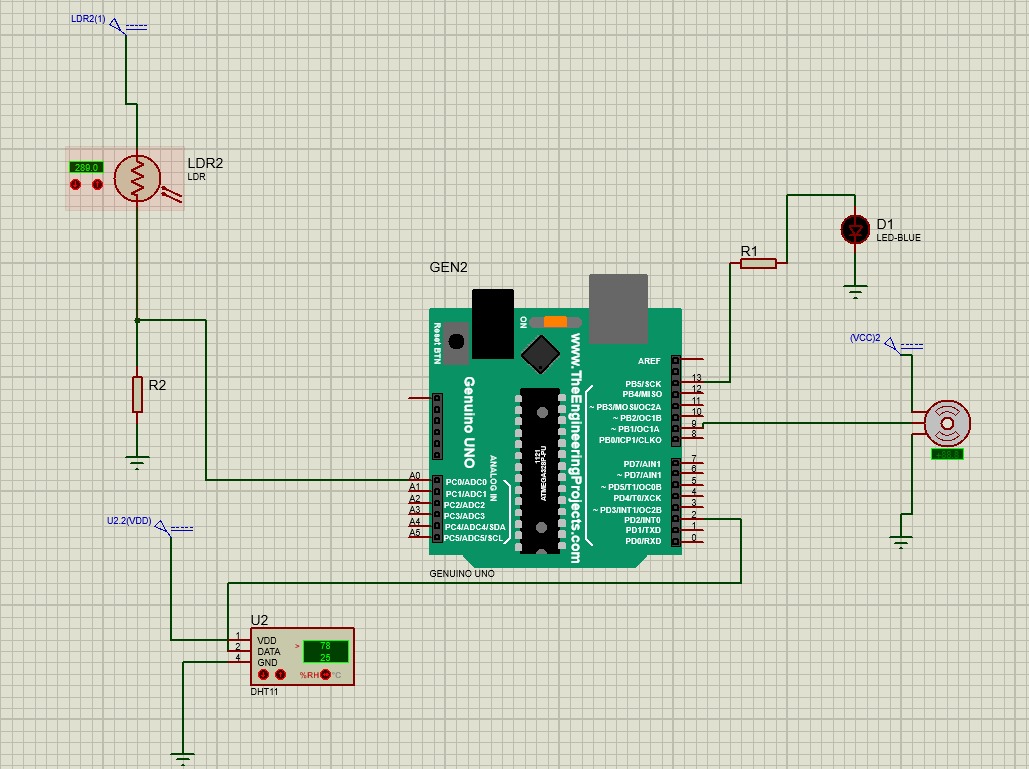 LDR2(1)
289.0
LDR2
LDR
R2
U2.2(VDD)
GEN2
ON
Reset BTN
Genuino UNO
www.TheEngineeringProjects.com
ANALOG IN
1121
ATMEGA328P-PU
AREF
PB5/SCK 13
PB4/MISO 12
~ PB3/MOSI/OC2A 11
~ PB2/OC1B 10
~ PB1/OC1A 9
PB0/ICP1/CLKO 8
PD7/AIN1 7
~ PD7/AIN1 6
~ PD5/T1/OC0B 5
PD4/T0/XCK 4
~ PD3/INT1/OC2B 3
PD2/INT0 2
PD1/TXD 1
PD0/RXD 0
A0 PC0/ADC0
A1 PC1/ADC1
A2 PC2/ADC2
A3 PC3/ADC3
A4 PC4/ADC4/SDA
A5 PC5/ADC5/SCL
GENUINO UNO
R1
D1
LED-BLUE
(VCC)2
U2
1 VDD
2 DATA
4 GND
> 78
25
%RH
°C
DHT11